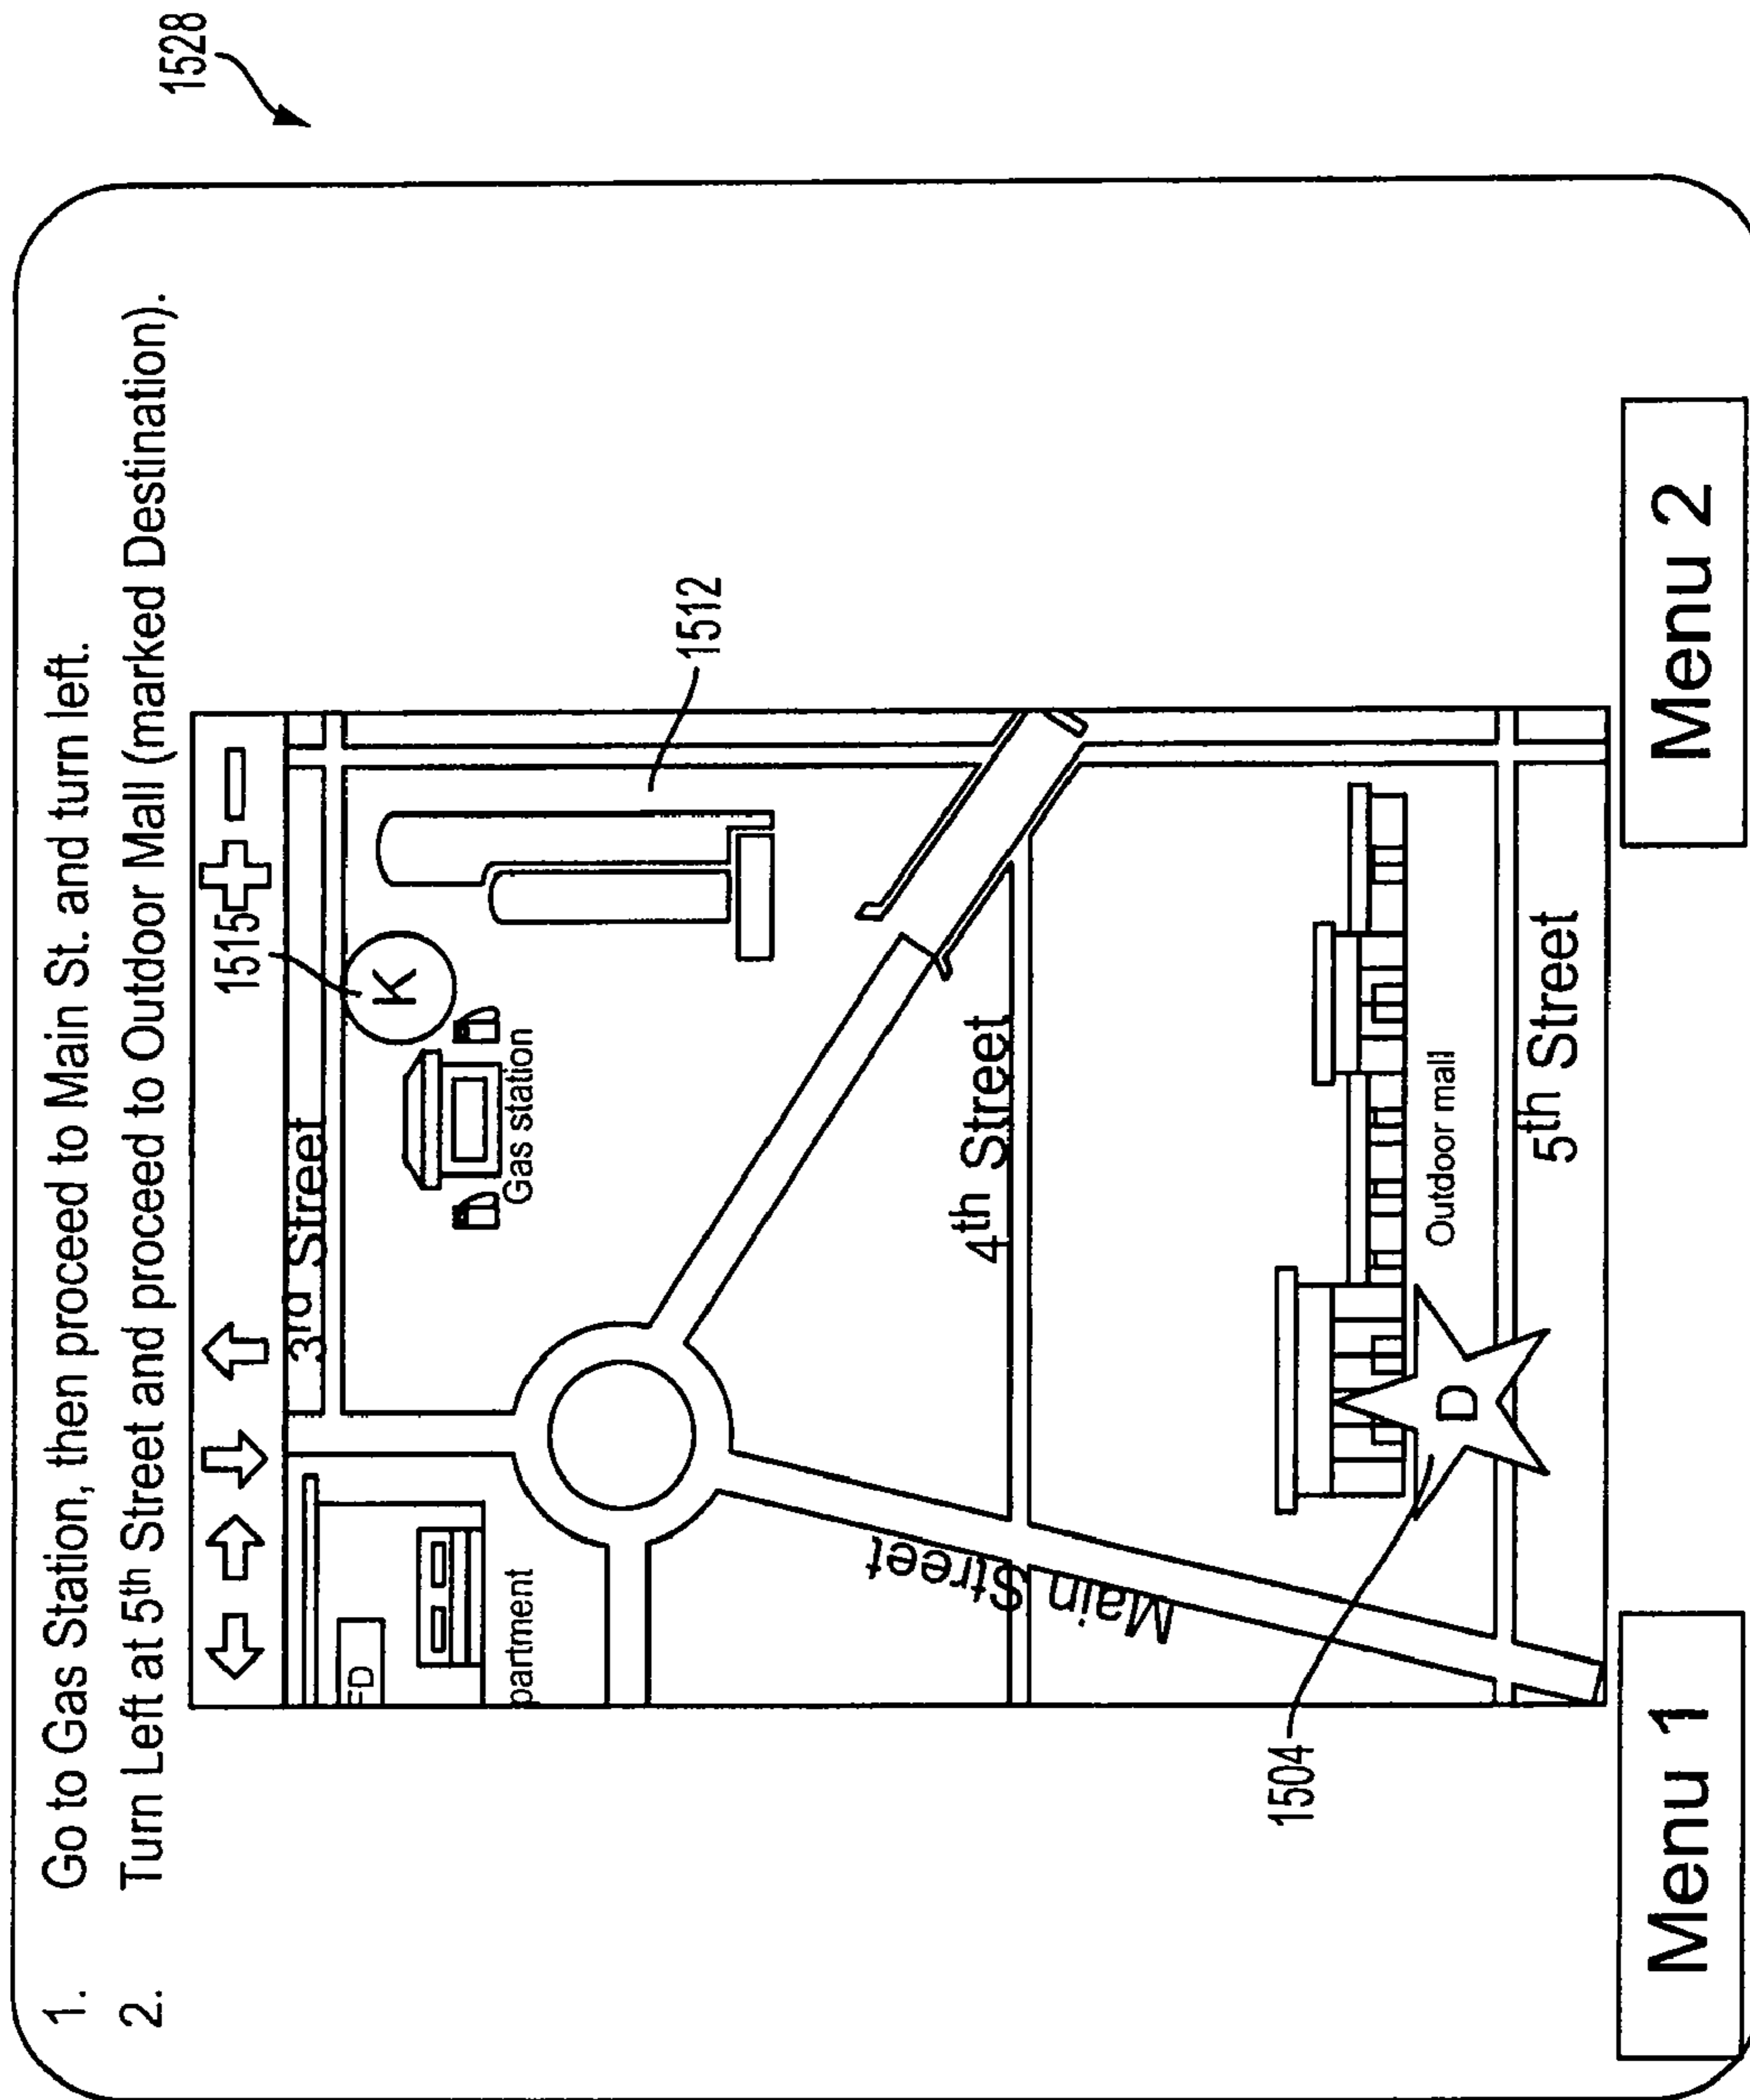 1528
1. Go to Gas Station, then proceed to Main St. and turn left.
2. Turn Left at 5th Street and proceed to Outdoor Mall (marked Destination).
1515
3rd Street
FD
K
partment
Gas station
1512
Main Street
4th Street
1504
Outdoor mall
D
5th Street
Menu 1
Menu 2